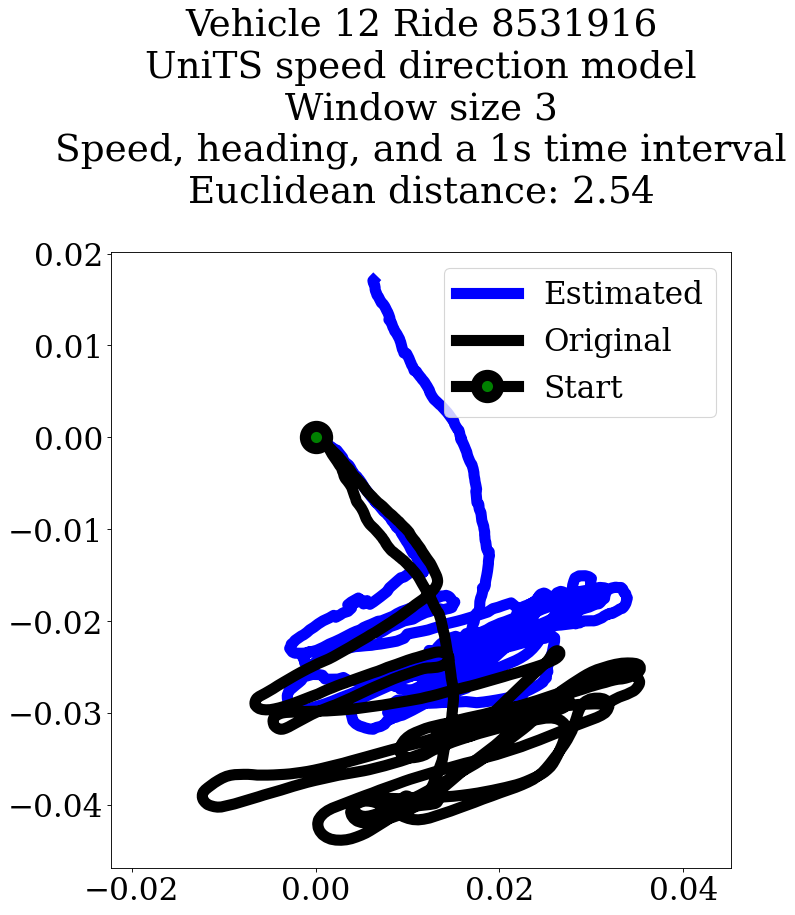 Vehicle 12 Ride 8531916
UniTS speed direction model
Window size 3
Speed, heading, and a 1s time interval
Euclidean distance: 2.54
0.02
0.01
0.00
−0.01
−0.02
−0.03
−0.04
Estimated
Original
Start
−0.02
0.00
0.02
0.04